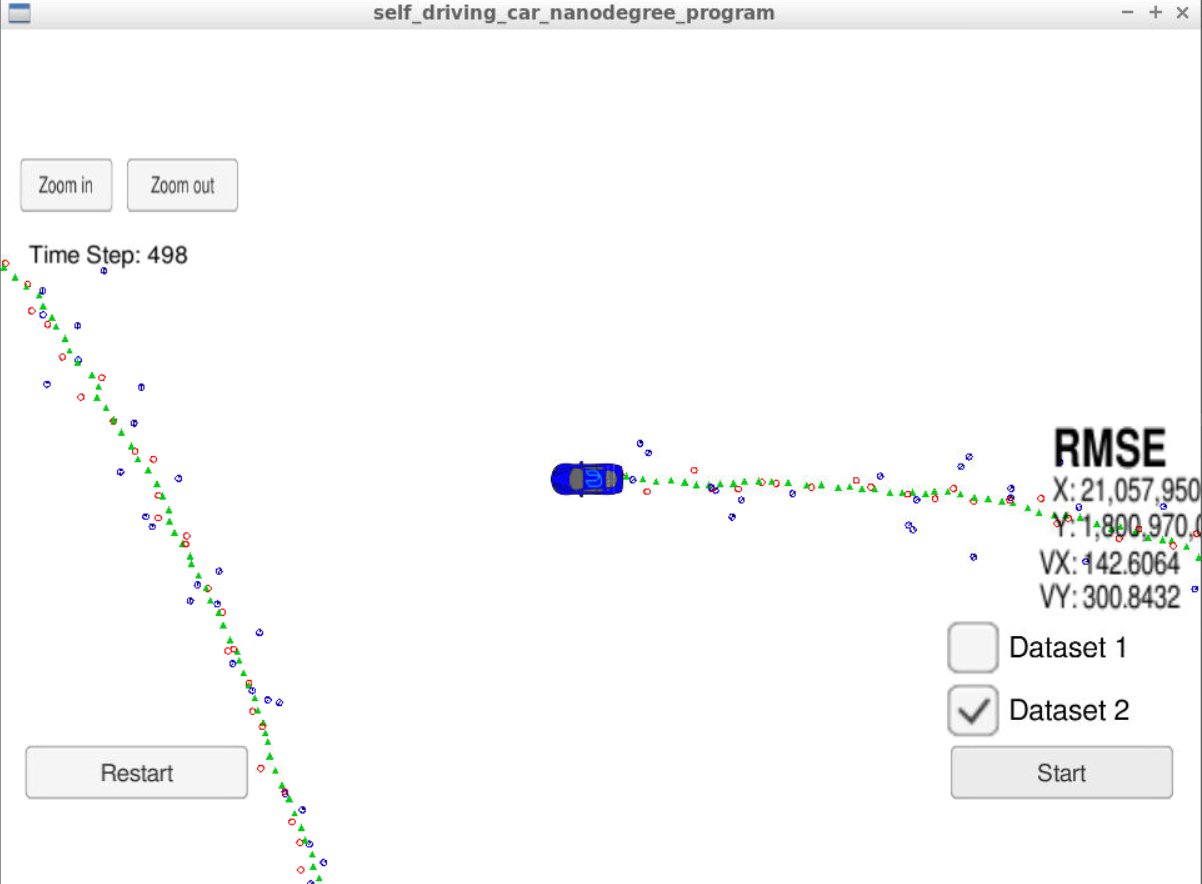 self_driving_car_nanodegree_program
Zoom in
Zoom out
Time Step: 498
RMSE
X: 21,057,950
Y: 1,800,970,0
VX: 142.6064
VY: 300.8432
Dataset 1
Dataset 2
Restart
Start